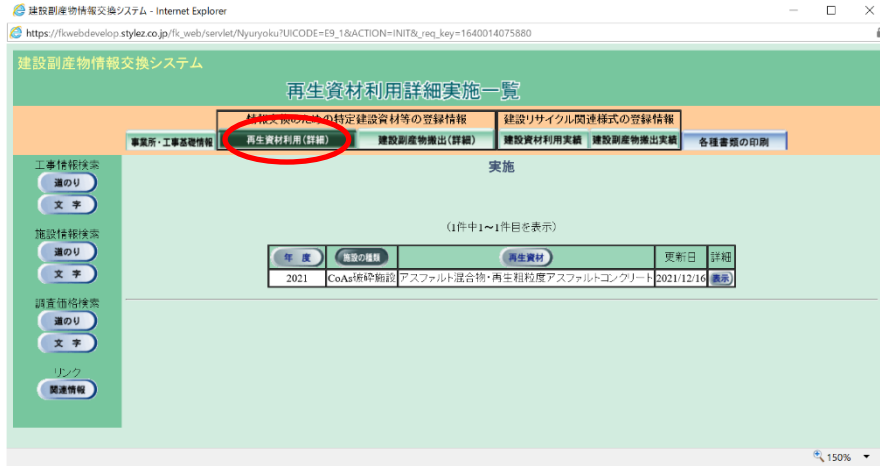 建設副産物情報交換システム - Internet Explorer
https://fkwebdevelop.stylez.co.jp/fk_web/servlet/Nyuryoku?UICODE=E9_1&ACTION=INIT&_req_key=1640014075880
建設副産物情報交換システム
再生資材利用詳細実施一覧
情報交換のための特定建設資材等の登録情報 建設リサイクル関連様式の登録情報
事業所・工事基礎情報 再生資材利用(詳細) 建設副産物搬出(詳細) 建設資材利用実績 建設副産物搬出実績 各種書類の印刷
工事情報検索
道のり
文字
施設情報検索
道のり
文字
調査価格検索
道のり
文字
リンク
関連情報
実施
(1件中1~1件目を表示)
年度 施設の種類 再生資材 更新日 詳細
2021 CoAs破砕施設 アスファルト混合物・再生粗粒度アスファルトコンクリート 2021/12/16 表示
150%